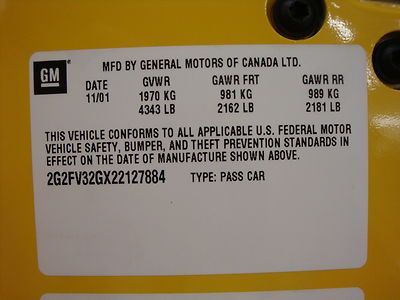 GM
MFD BY GENERAL MOTORS OF CANADA LTD.
DATE GVWR GAWR FRT GAWR RR
11/01 1970 KG 981 KG 989 KG
4343 LB 2162 LB 2181 LB
THIS VEHICLE CONFORMS TO ALL APPLICABLE U.S. FEDERAL MOTOR
VEHICLE SAFETY, BUMPER, AND THEFT PREVENTION STANDARDS IN
EFFECT ON THE DATE OF MANUFACTURE SHOWN ABOVE.
2G2FV32GX22127884 TYPE: PASS CAR